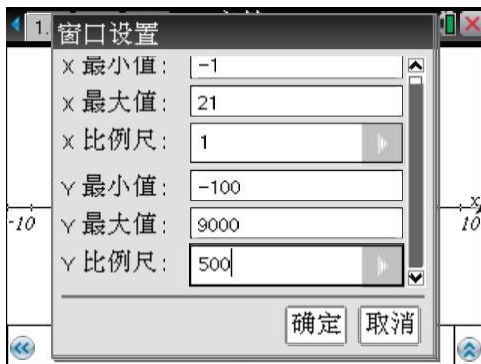 1.
窗口设置
X 最小值: -1
X 最大值: 21
X 比例尺: 1
Y 最小值: -100
Y 最大值: 9000
Y 比例尺: 500
-10
x
10
确定 取消